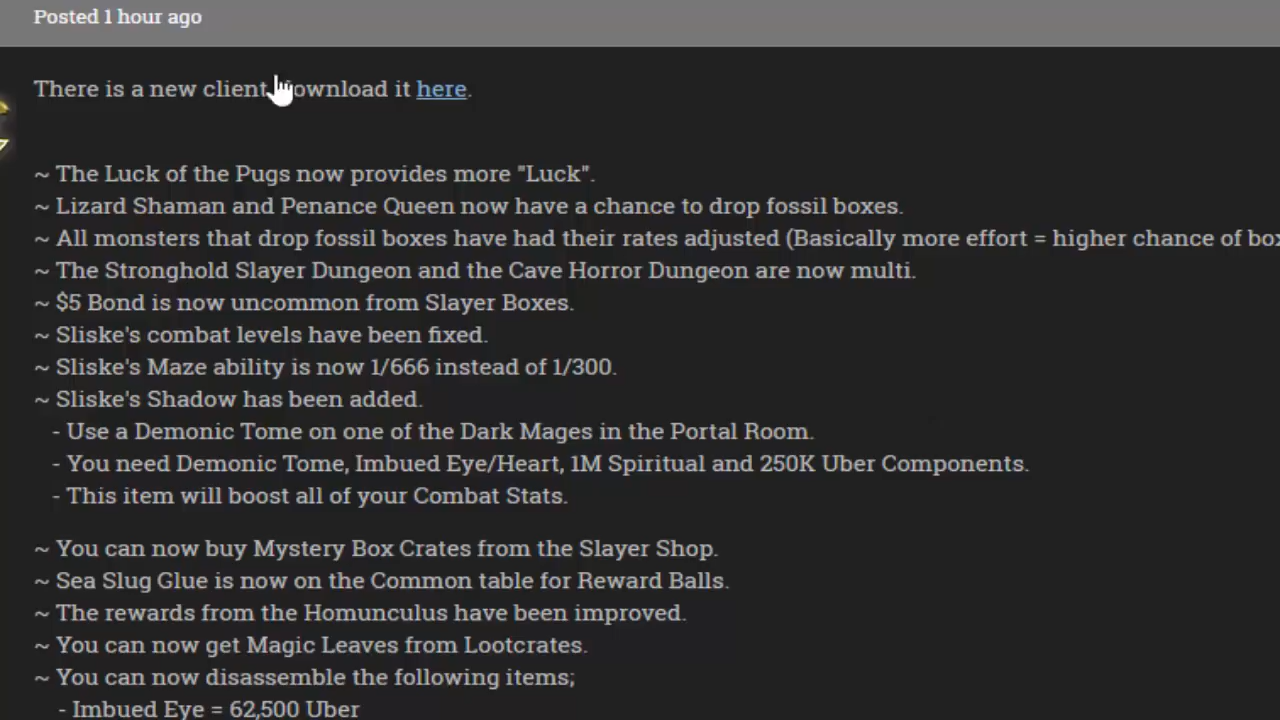 Posted 1 hour ago
There is a new client, download it here.
~ The Luck of the Pugs now provides more "Luck".
~ Lizard Shaman and Penance Queen now have a chance to drop fossil boxes.
~ All monsters that drop fossil boxes have had their rates adjusted (Basically more effort = higher chance of
~ The Stronghold Slayer Dungeon and the Cave Horror Dungeon are now multi.
~ $5 Bond is now uncommon from Slayer Boxes.
~ Sliske's combat levels have been fixed.
~ Sliske's Maze ability is now 1/666 instead of 1/300.
~ Sliske's Shadow has been added.
- Use a Demonic Tome on one of the Dark Mages in the Portal Room.
- You need Demonic Tome, Imbued Eye/Heart, 1M Spiritual and 250K Uber Components.
- This item will boost all of your Combat Stats.
~ You can now buy Mystery Box Crates from the Slayer Shop.
~ Sea Slug Glue is now on the Common table for Reward Balls.
~ The rewards from the Homunculus have been improved.
~ You can now get Magic Leaves from Lootcrates.
~ You can now disassemble the following items;
- Imbued Eye = 62,500 Uber